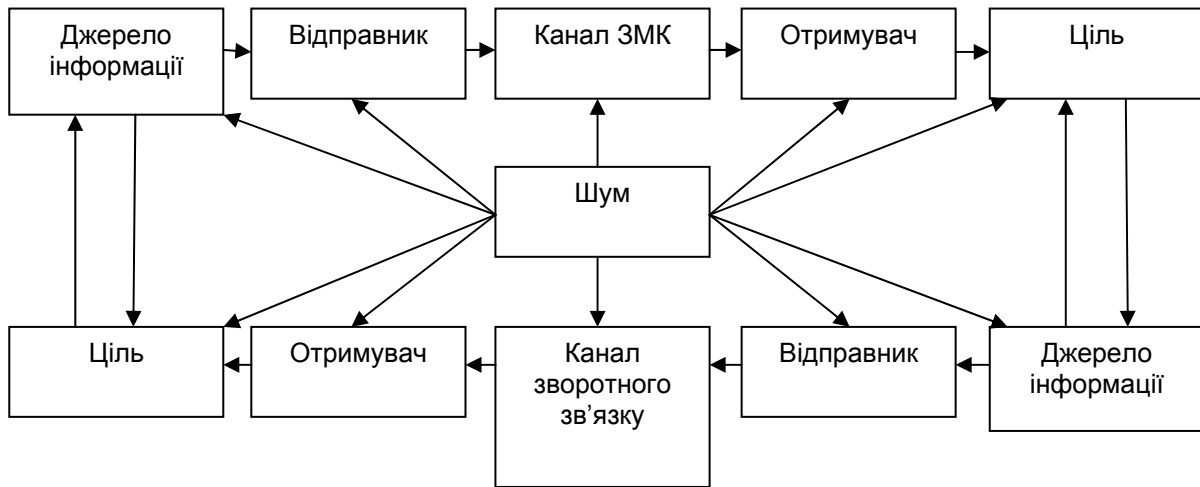 Джерело
інформації
Відправник
Канал ЗМК
Отримувач
Ціль
Шум
Ціль
Отримувач
Канал
зворотного
зв’язку
Відправник
Джерело
інформації